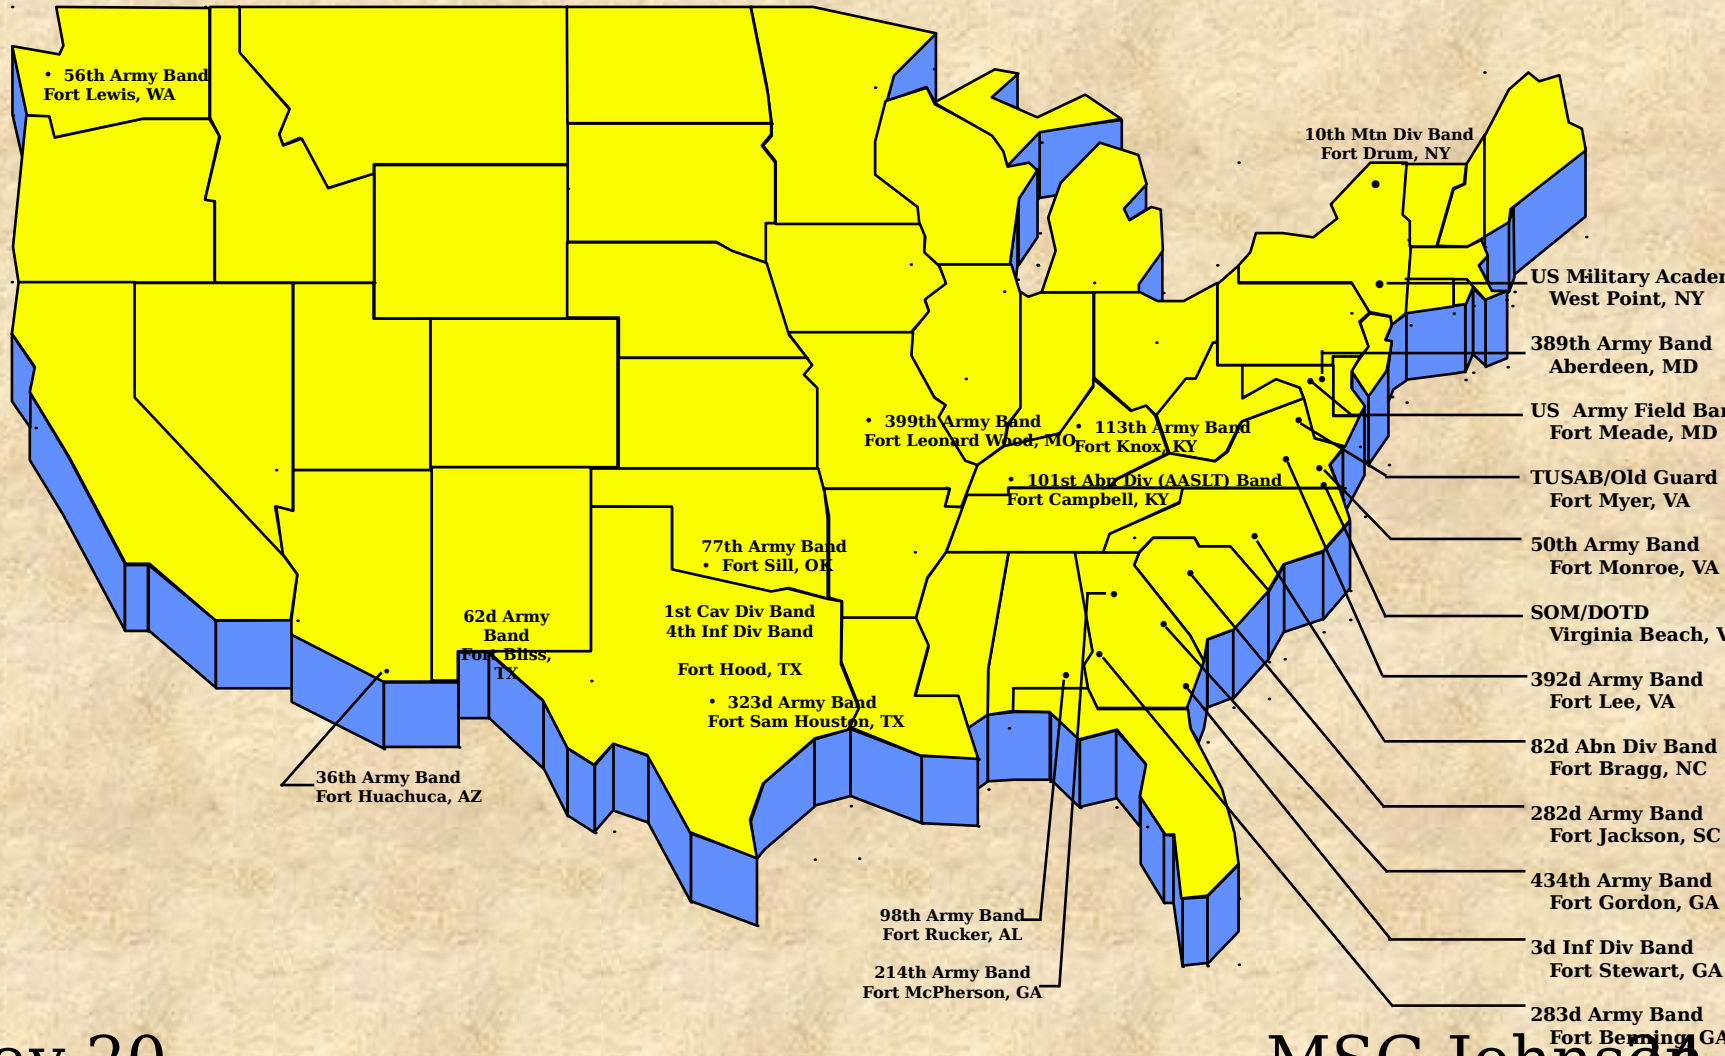 • 56th Army Band
Fort Lewis, WA
10th Mtn Div Band
Fort Drum, NY
• 399th Army Band
Fort Leonard Wood, MO
• 113th Army Band
Fort Knox, KY
• 101st Abn Div (AASLT) Band
Fort Campbell, KY
77th Army Band
• Fort Sill, OK
62d Army
Band
Fort Bliss,
TX
1st Cav Div Band
4th Inf Div Band
Fort Hood, TX
• 323d Army Band
Fort Sam Houston, TX
36th Army Band
Fort Huachuca, AZ
98th Army Band
Fort Rucker, AL
214th Army Band
Fort McPherson, GA
US Military Acaden
West Point, NY
389th Army Band
Aberdeen, MD
US Army Field Ban
Fort Meade, MD
TUSAB/Old Guard
Fort Myer, VA
50th Army Band
Fort Monroe, VA
SOM/DOTD
Virginia Beach, V
392d Army Band
Fort Lee, VA
82d Abn Div Band
Fort Bragg, NC
282d Army Band
Fort Jackson, SC
434th Army Band
Fort Gordon, GA
3d Inf Div Band
Fort Stewart, GA
283d Army Band
Fort Benning, GA
20
MSG